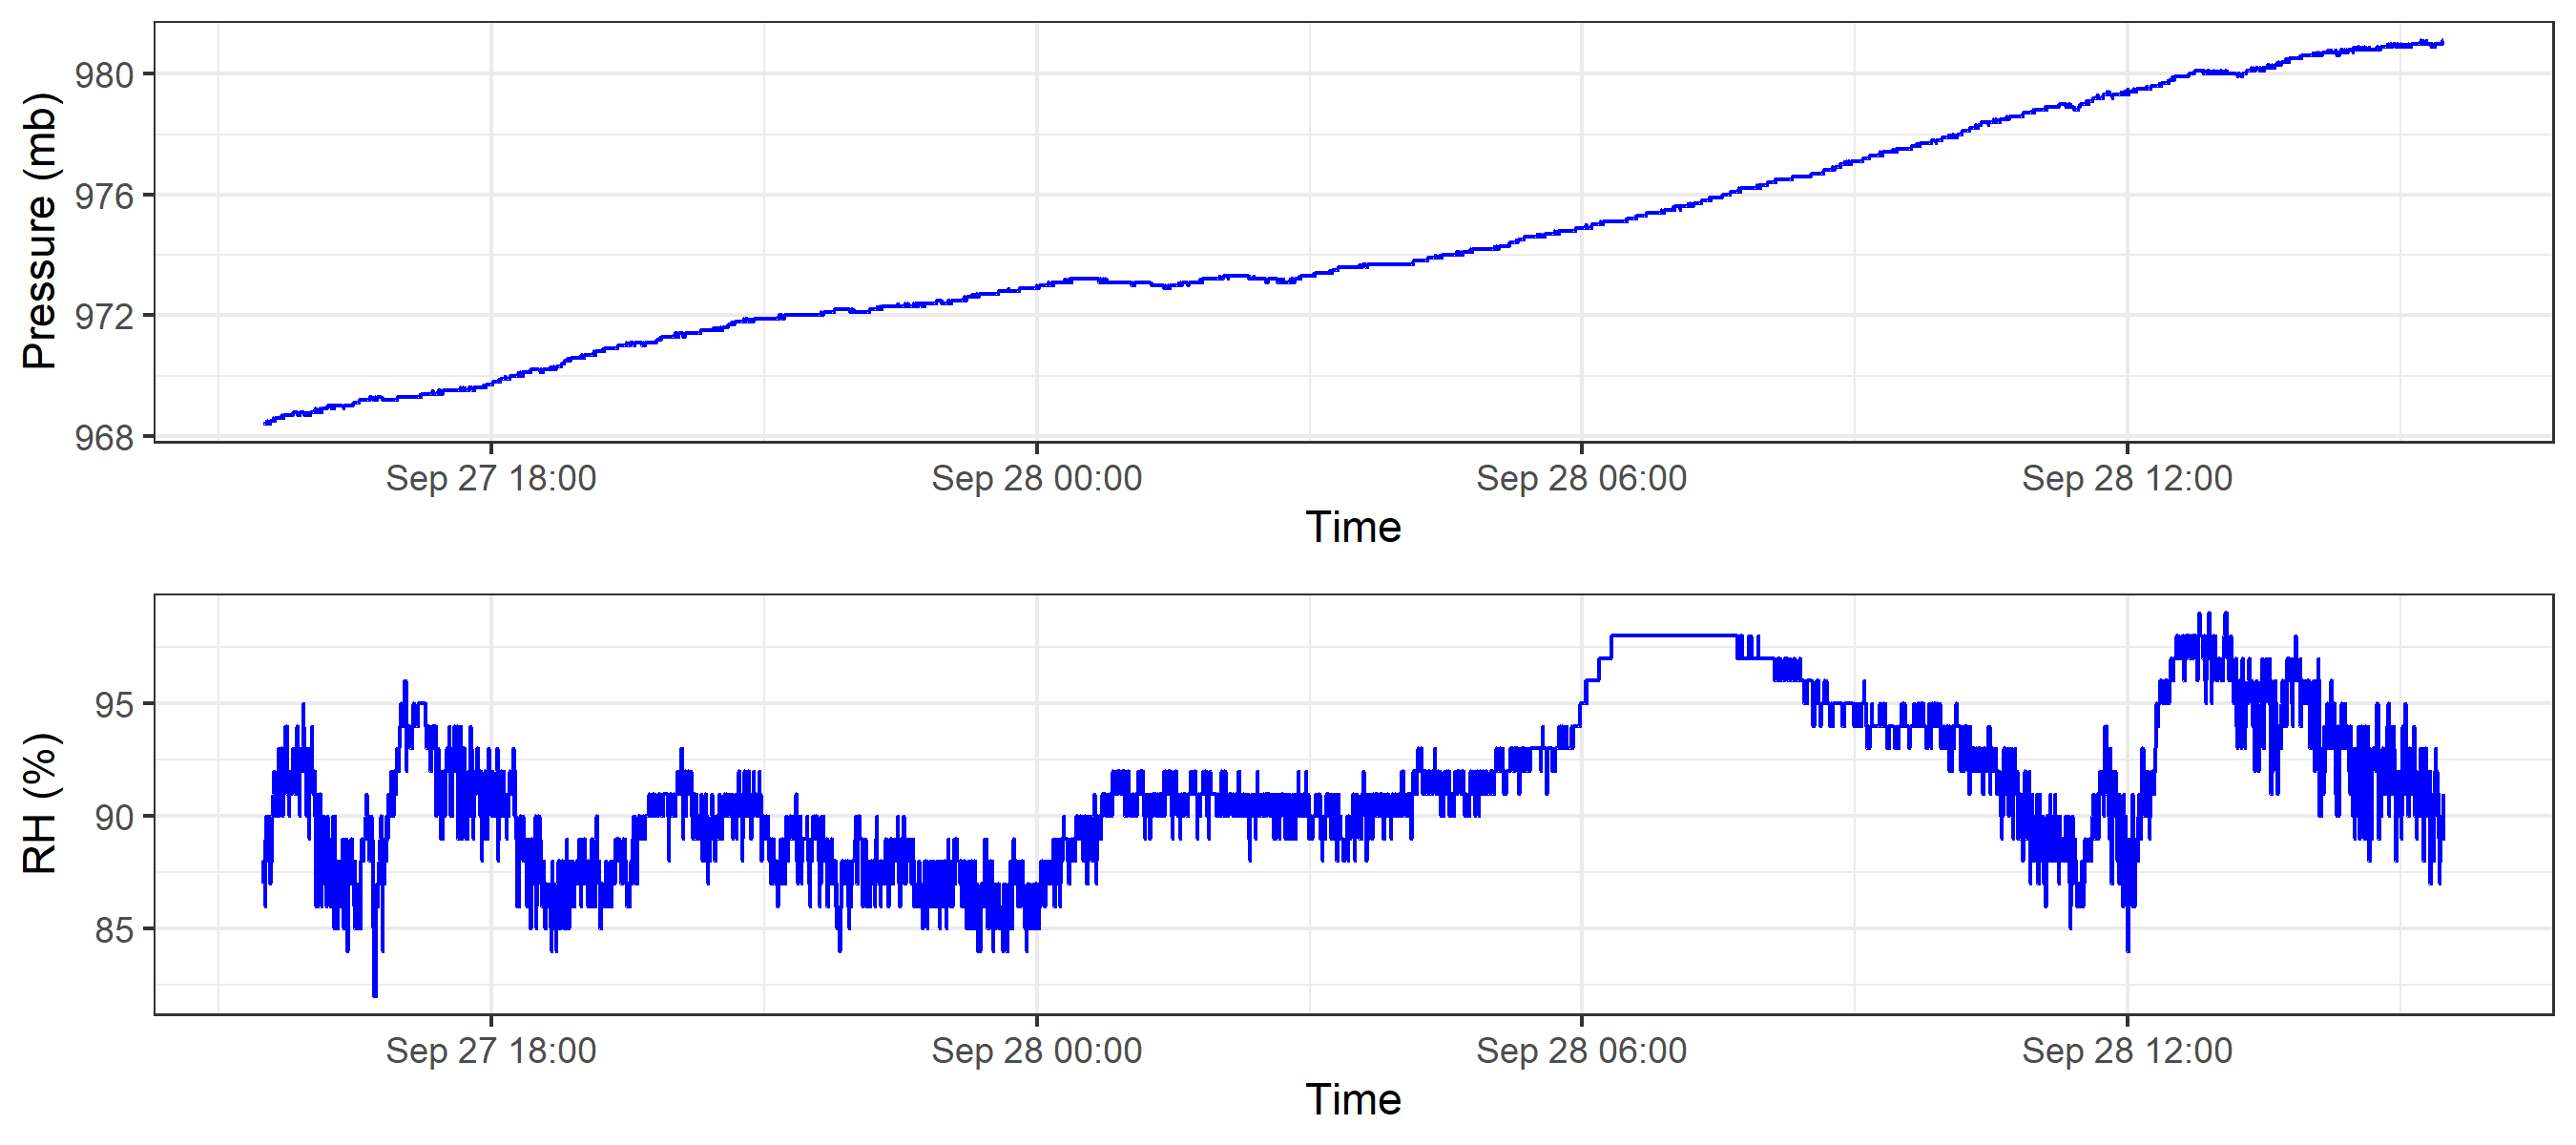 Pressure (mb)
980
976
972
968
Sep 27 18:00
Sep 28 00:00
Sep 28 06:00
Sep 28 12:00
Time
RH (%)
95
90
85
Sep 27 18:00
Sep 28 00:00
Sep 28 06:00
Sep 28 12:00
Time